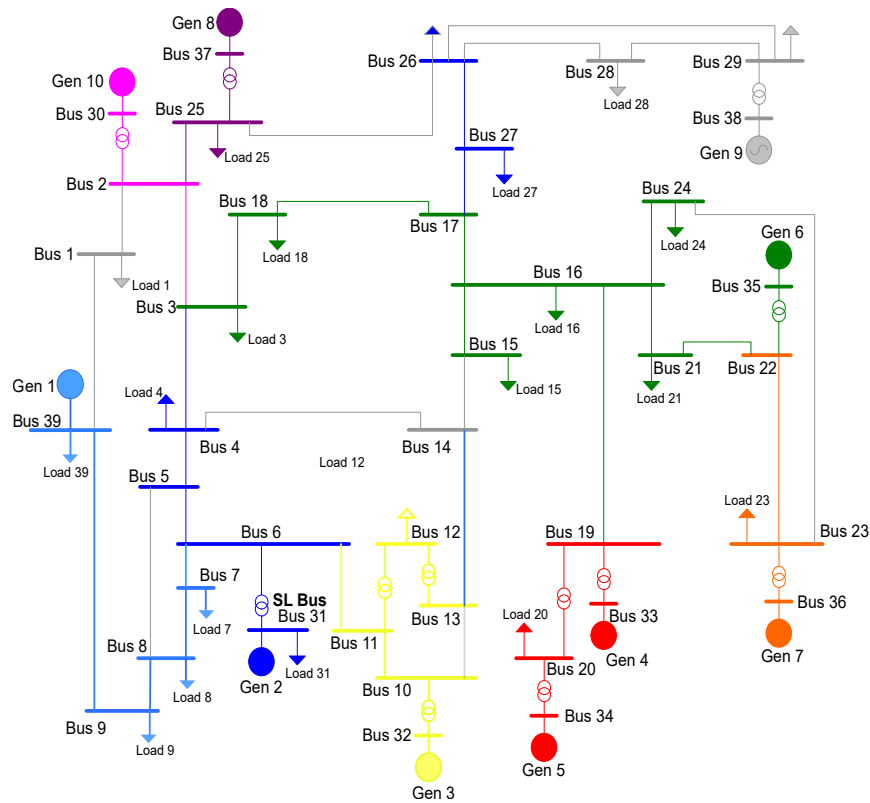 Gen 8
Bus 37
Bus 26
Bus 28
Bus 29
Gen 10
Load 28
Bus 30
Bus 25
Bus 38
Bus 27
Gen 9
Load 25
Bus 2
Load 27
Bus 18
Bus 24
Bus 17
Gen 6
Load 18
Load 24
Bus 1
Bus 16
Load 1
Bus 35
Bus 3
Load 16
Load 3
Bus 15
Bus 21
Bus 22
Gen 1
Load 15
Load 4
Load 21
Bus 39
Bus 4
Bus 14
Load 12
Load 39
Bus 5
Load 23
Bus 6
Bus 12
Bus 19
Bus 23
Bus 7
SL Bus
Bus 31
Bus 13
Load 20
Bus 33
Bus 36
Load 7
Bus 8
Bus 11
Gen 4
Gen 7
Load 8
Gen 2
Load 31
Bus 10
Bus 20
Bus 9
Bus 32
Bus 34
Load 9
Gen 3
Gen 5